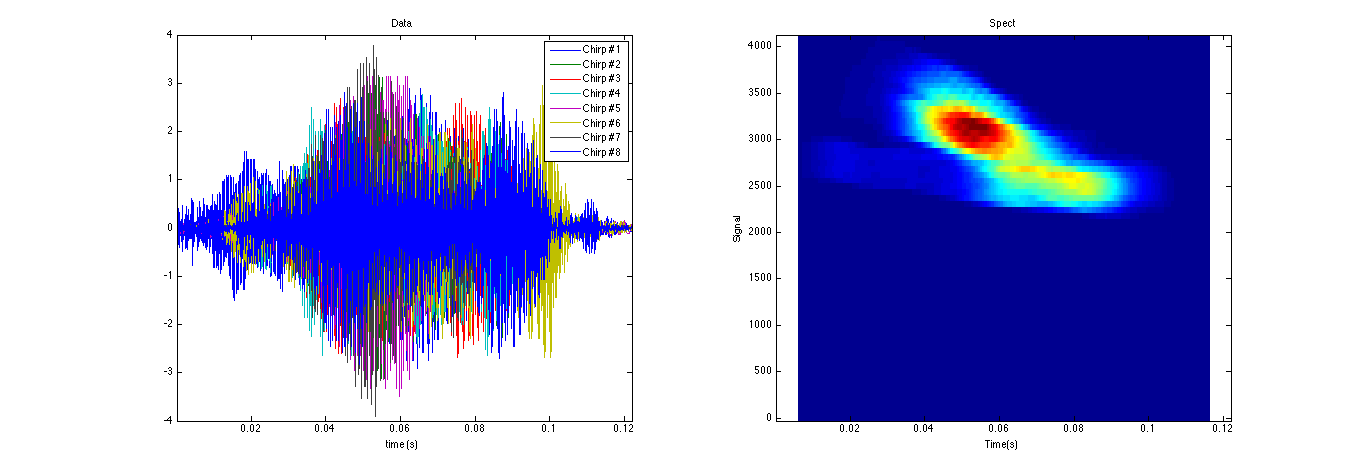 Data
4
3
2
1
0
-1
-2
-3
-4
0.02
0.04
0.06
0.08
0.1
0.12
time (s)
Chirp #1
Chirp #2
Chirp #3
Chirp #4
Chirp #5
Chirp #6
Chirp #7
Chirp #8
Spect
Signal
4000
3500
3000
2500
2000
1500
1000
500
0
0.02
0.04
0.06
0.08
0.1
0.12
Time(s)